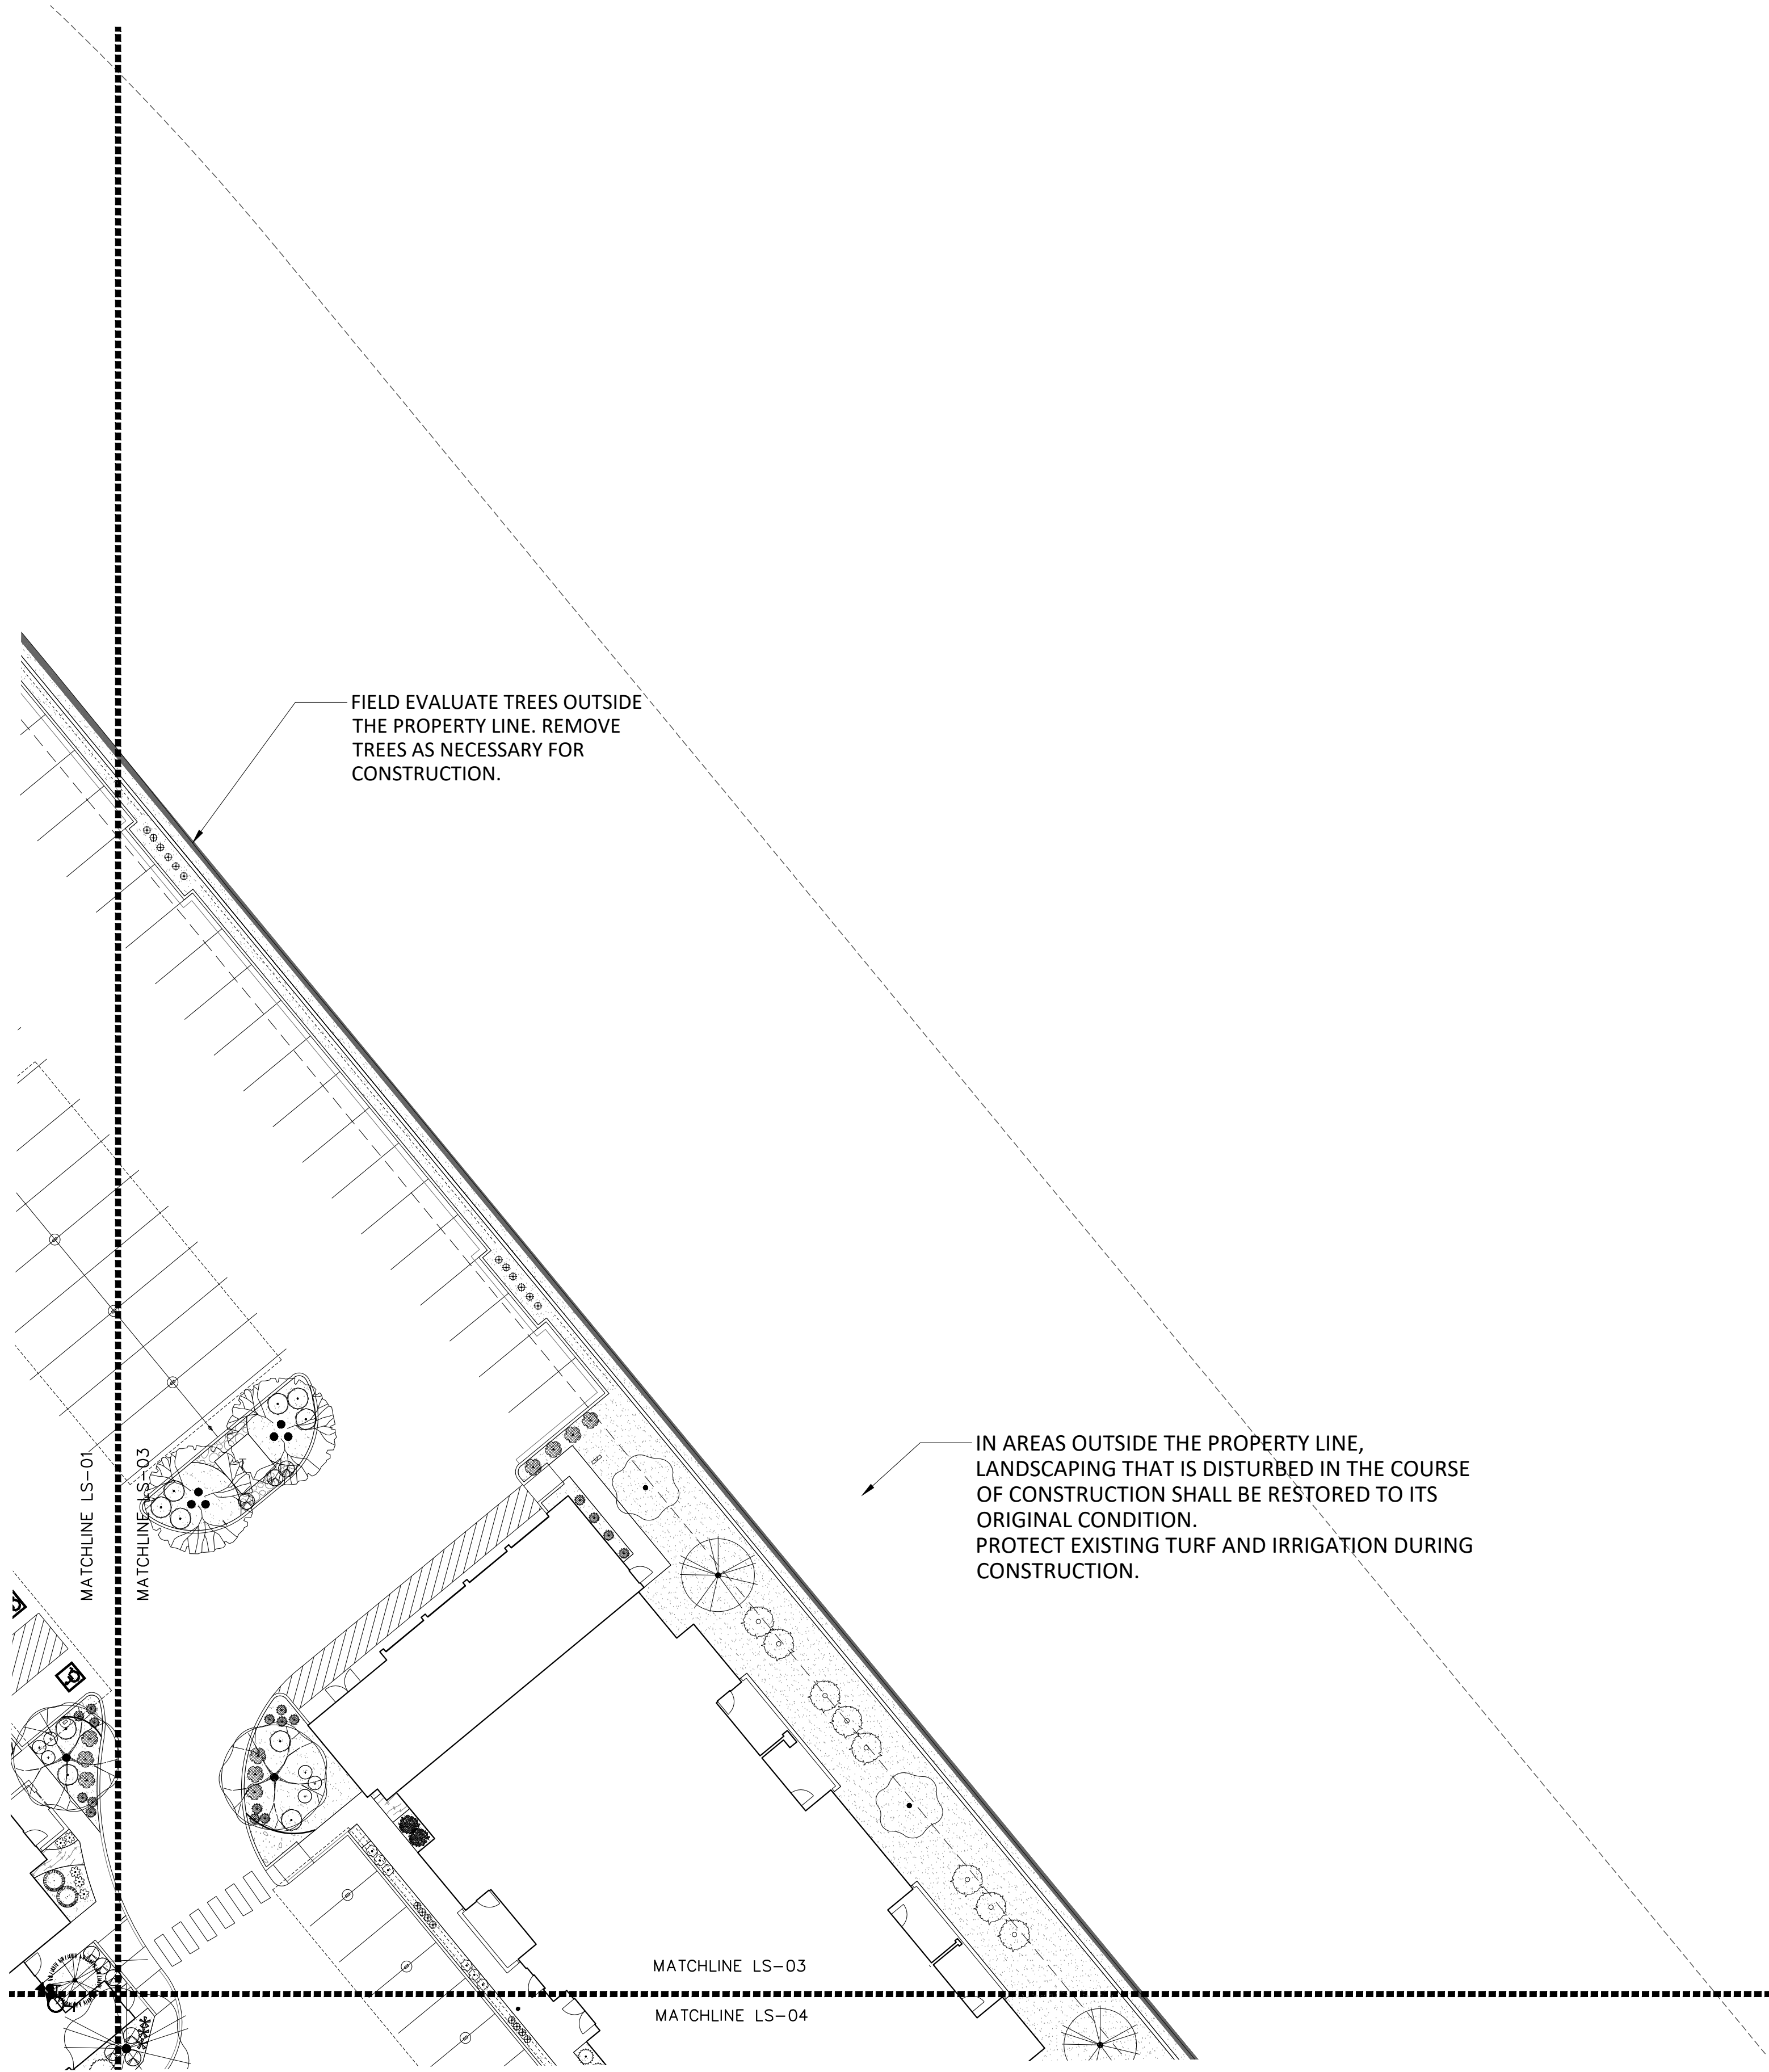 FIELD EVALUATE TREES OUTSIDE
THE PROPERTY LINE. REMOVE
TREES AS NECESSARY FOR
CONSTRUCTION.
IN AREAS OUTSIDE THE PROPERTY LINE,
LANDSCAPING THAT IS DISTURBED IN THE COURSE
OF CONSTRUCTION SHALL BE RESTORED TO ITS
ORIGINAL CONDITION.
PROTECT EXISTING TURF AND IRRIGATION DURING
CONSTRUCTION.
MATCHLINE LS-01
MATCHLINE LS-03
MATCHLINE LS-03
MATCHLINE LS-04